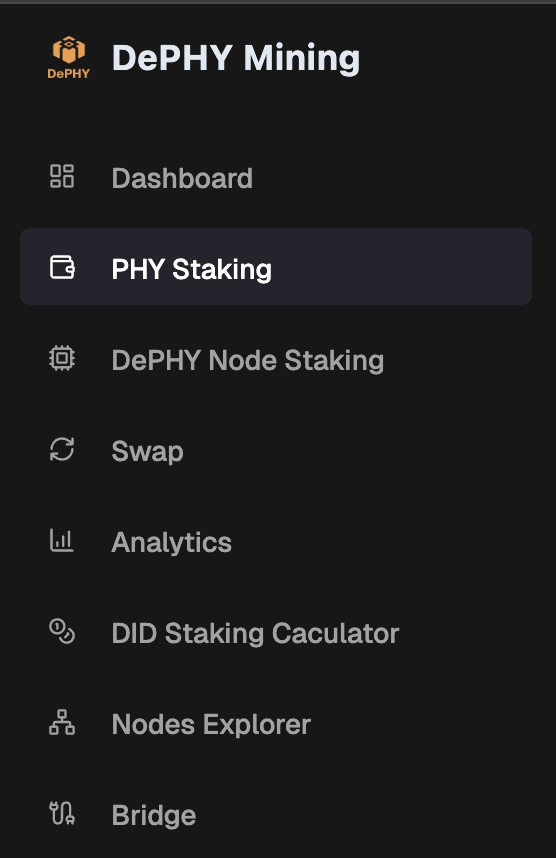 DePHY
DePHY Mining
Dashboard
PHY Staking
DePHY Node Staking
Swap
Analytics
DID Staking Caculator
Nodes Explorer
Bridge